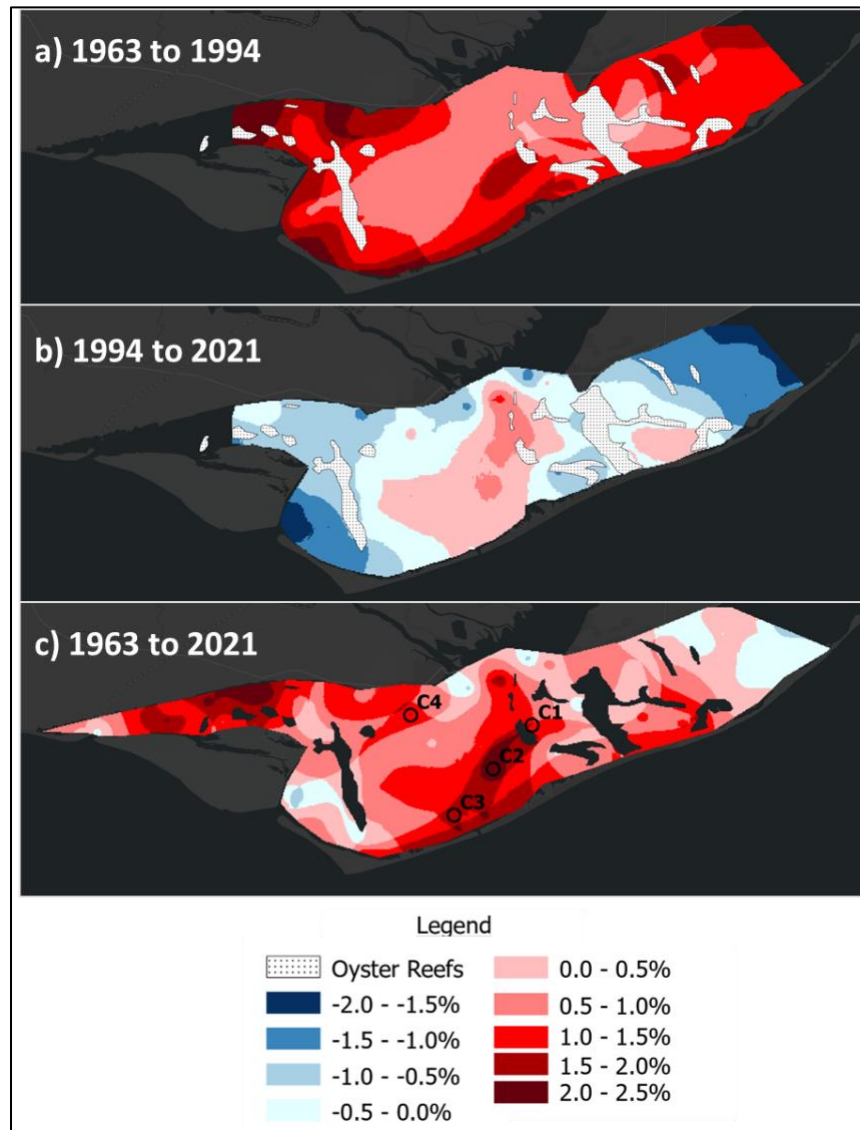 a) 1963 to 1994
b) 1994 to 2021
c) 1963 to 2021
C4
C1
C2
C3
Legend
Oyster Reefs
-2.0 - -1.5%
-1.5 - -1.0%
-1.0 - -0.5%
-0.5 - 0.0%
0.0 - 0.5%
0.5 - 1.0%
1.0 - 1.5%
1.5 - 2.0%
2.0 - 2.5%